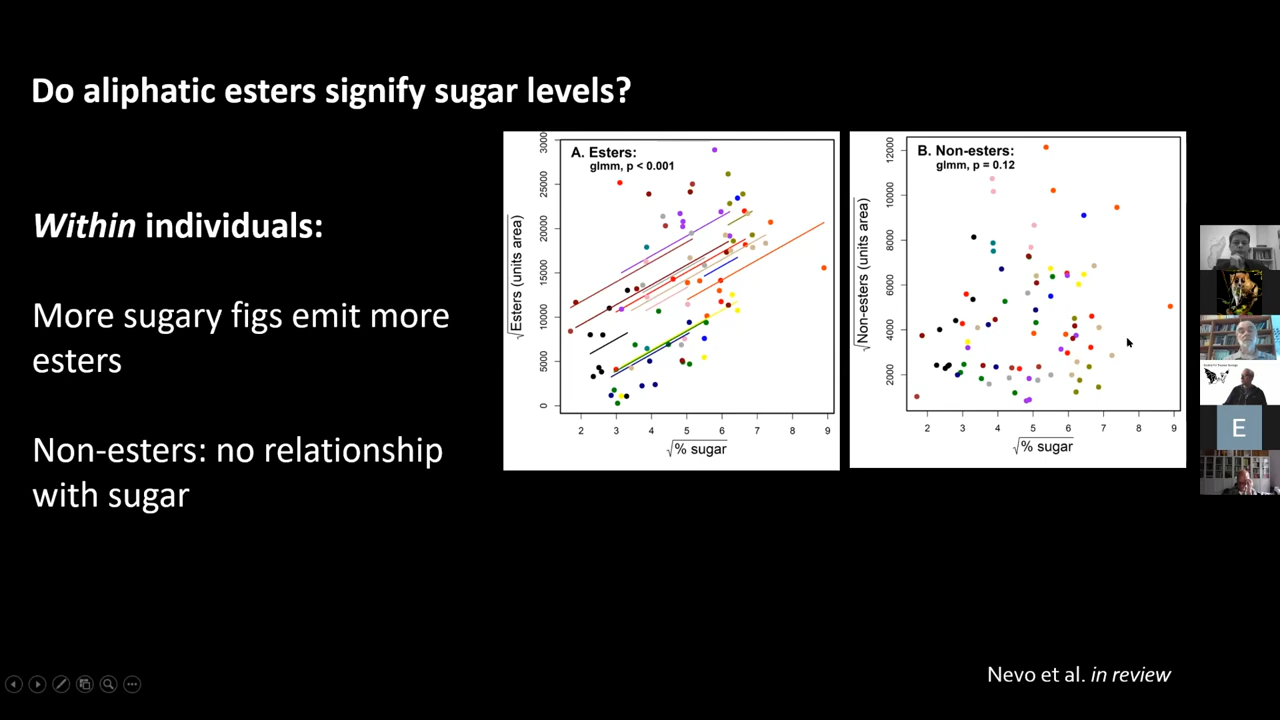 Do aliphatic esters signify sugar levels?
Within individuals:
More sugary figs emit more
esters
Non-esters: no relationship
with sugar
A. Esters:
glmm, p < 0.001
√Esters (units area)
3000
25000
20000
15000
10000
5000
0
2 3 4 5 6 7 8 9
√% sugar
B. Non-esters:
glmm, p = 0.12
√Non-esters (units area)
12000
10000
8000
6000
4000
2000
2 3 4 5 6 7 8 9
√% sugar
E
Nevo et al. in review